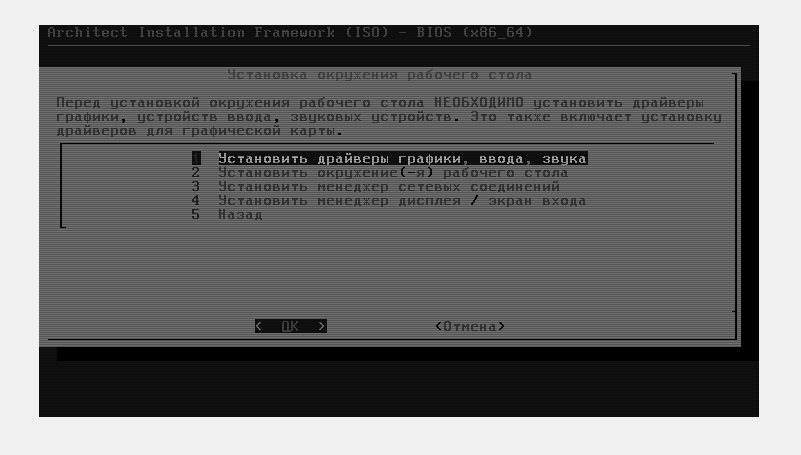 Architect Installation Framework (ISO) - BIOS (x86_64)
Установка окружения рабочего стола
Перед установкой окружения рабочего стола НЕОБХОДИМО установить драйверы
графики, устройств ввода, звуковых устройств. Это также включает установку
драйверов для графической карты.
1 Установить драйверы графики, ввода, звука
2 Установить окружение(-я) рабочего стола
3 Установить менеджер сетевых соединений
4 Установить менеджер дисплея / экран входа
5 Назад
< OK > <Отмена>